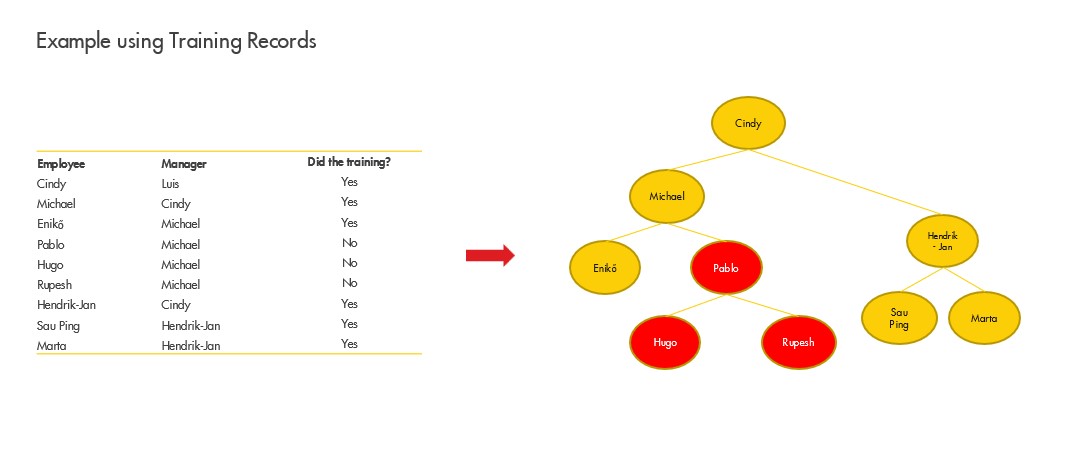 Example using Training Records
Employee Manager Did the training?
Cindy Luis Yes
Michael Cindy Yes
Enikő Michael Yes
Pablo Michael No
Hugo Michael No
Rupesh Michael No
Hendrik-Jan Cindy Yes
Sau Ping Hendrik-Jan Yes
Marta Hendrik-Jan Yes
Cindy
Michael
Hendrik
- Jan
Enikő
Pablo
Sau
Ping
Marta
Hugo
Rupesh